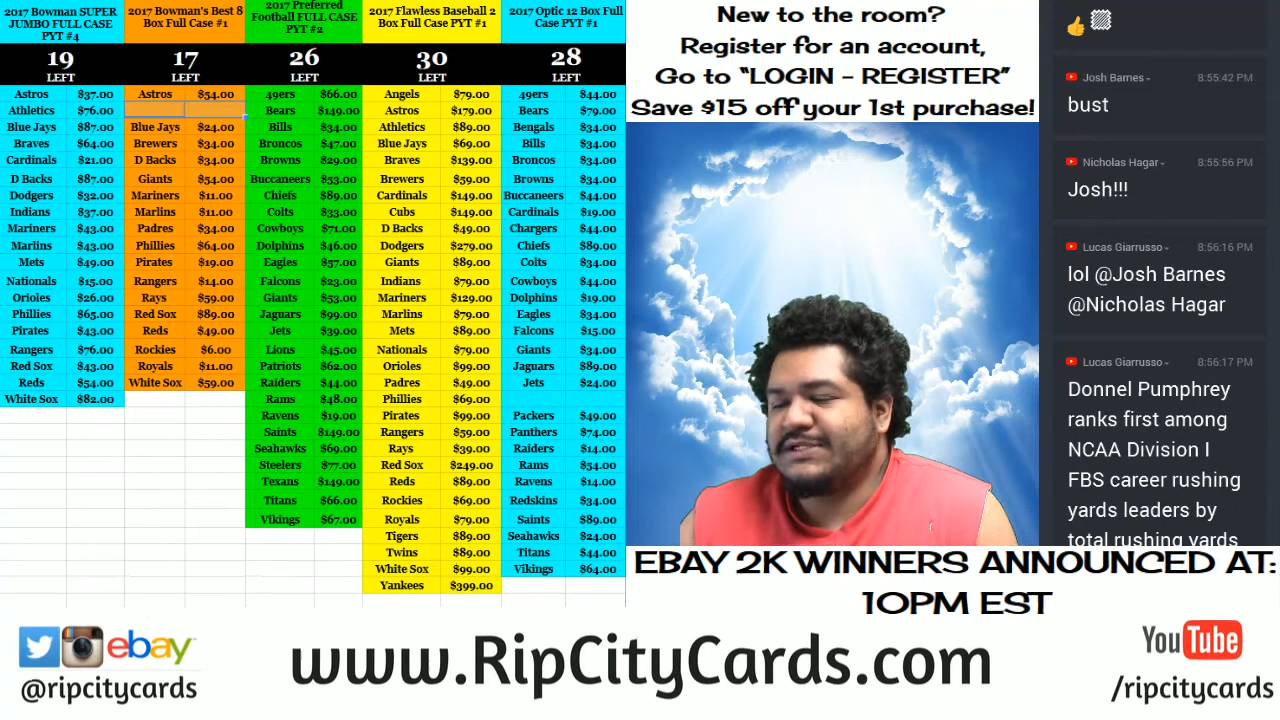 2017 Bowman SUPER
JUMBO FULL CASE
PYT #4
19
LEFT
Astros $37.00
Athletics $76.00
Blue Jays $87.00
Braves $64.00
Cardinals $21.00
D Backs $87.00
Dodgers $32.00
Indians $37.00
Mariners $43.00
Marlins $43.00
Mets $49.00
Nationals $15.00
Orioles $26.00
Phillies $65.00
Pirates $43.00
Rangers $76.00
Red Sox $43.00
Reds $54.00
White Sox $82.00
2017 Bowman's Best 8
Box Full Case #1
17
LEFT
Astros $54.00
Blue Jays $24.00
Brewers $34.00
D Backs $34.00
Giants $54.00
Mariners $11.00
Marlins $11.00
Padres $34.00
Phillies $64.00
Pirates $19.00
Rangers $14.00
Rays $59.00
Red Sox $89.00
Reds $49.00
Rockies $6.00
Royals $11.00
White Sox $59.00
2017 Preferred
Football FULL CASE
PYT #2
26
LEFT
49ers $66.00
Bears $149.00
Bills $34.00
Broncos $47.00
Browns $29.00
Buccaneers $53.00
Chiefs $89.00
Colts $33.00
Cowboys $71.00
Dolphins $46.00
Eagles $57.00
Falcons $23.00
Giants $53.00
Jaguars $99.00
Jets $39.00
Lions $45.00
Patriots $62.00
Raiders $44.00
Rams $48.00
Ravens $19.00
Saints $149.00
Seahawks $69.00
Steelers $77.00
Texans $149.00
Titans $66.00
Vikings $67.00
2017 Flawless Baseball 2
Box Full Case PYT #1
30
LEFT
Angels $79.00
Astros $179.00
Athletics $89.00
Blue Jays $69.00
Braves $139.00
Brewers $59.00
Cardinals $149.00
Cubs $149.00
D Backs $49.00
Dodgers $279.00
Giants $89.00
Indians $79.00
Mariners $129.00
Marlins $79.00
Mets $89.00
Nationals $79.00
Orioles $99.00
Padres $49.00
Phillies $69.00
Pirates $99.00
Rangers $59.00
Rays $39.00
Red Sox $249.00
Reds $89.00
Rockies $69.00
Royals $79.00
Tigers $89.00
Twins $89.00
White Sox $99.00
Yankees $399.00
2017 Optic 12 Box Full
Case PYT #1
28
LEFT
49ers $44.00
Bears $79.00
Bengals $34.00
Bills $34.00
Broncos $34.00
Browns $34.00
Buccaneers $44.00
Cardinals $19.00
Chargers $44.00
Chiefs $89.00
Colts $34.00
Cowboys $44.00
Dolphins $19.00
Eagles $34.00
Falcons $15.00
Giants $34.00
Jaguars $89.00
Jets $24.00
Packers $49.00
Panthers $74.00
Raiders $14.00
Rams $54.00
Ravens $14.00
Redskins $34.00
Saints $89.00
Seahawks $24.00
Titans $44.00
Vikings $64.00
New to the room?
Register for an account,
Go to "LOGIN - REGISTER"
Save $15 off your 1st purchase!
👍
Josh Barnes 8:55:42 PM
bust
Nicholas Hagar 8:55:56 PM
Josh!!!
Lucas Giarrusso 8:56:16 PM
lol @Josh Barnes
@Nicholas Hagar
Lucas Giarrusso 8:56:17 PM
Donnel Pumphrey
ranks first among
NCAA Division I
FBS career rushing
yards leaders by
total rushing yards
EBAY 2K WINNERS ANNOUNCED AT:
10PM EST
ebay
@ripcitycards
www.RipCityCards.com
YouTube
/ripcitycards